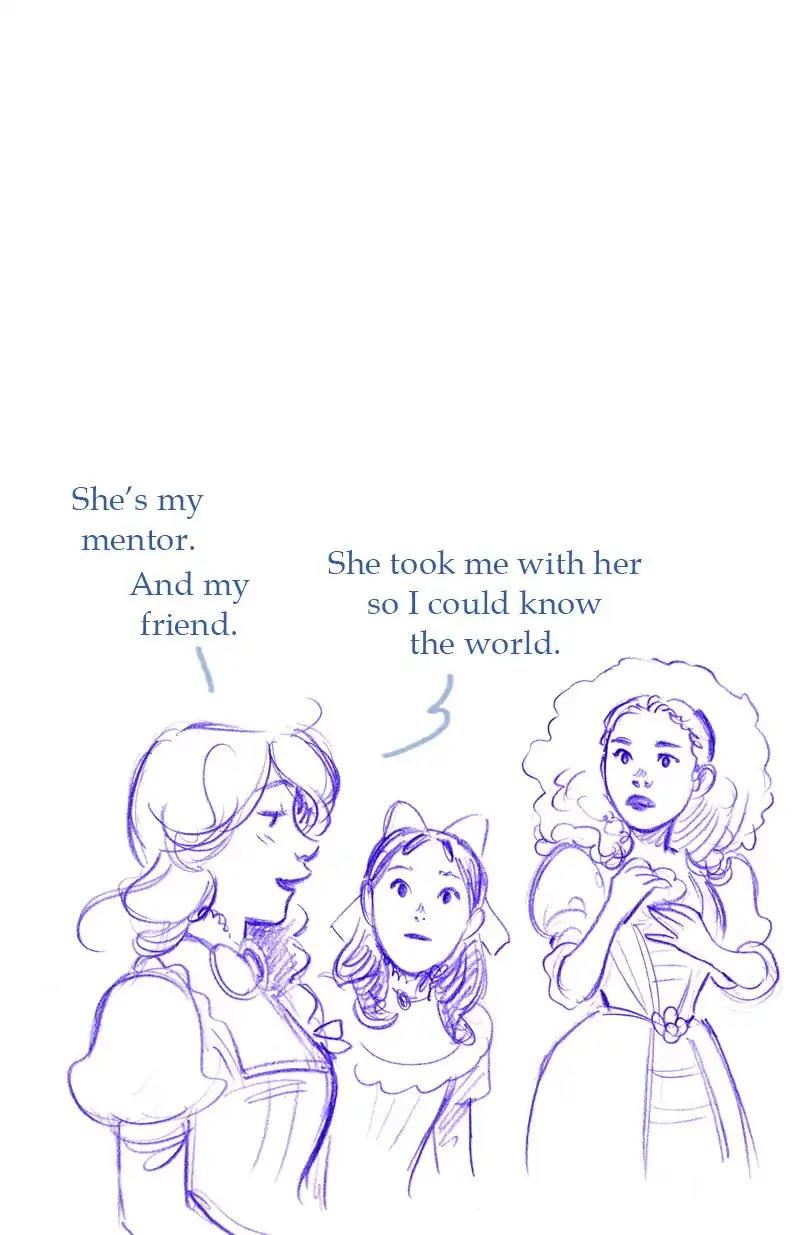 She's my
mentor.
And my
friend.
She took me with her
so I could know
the world.